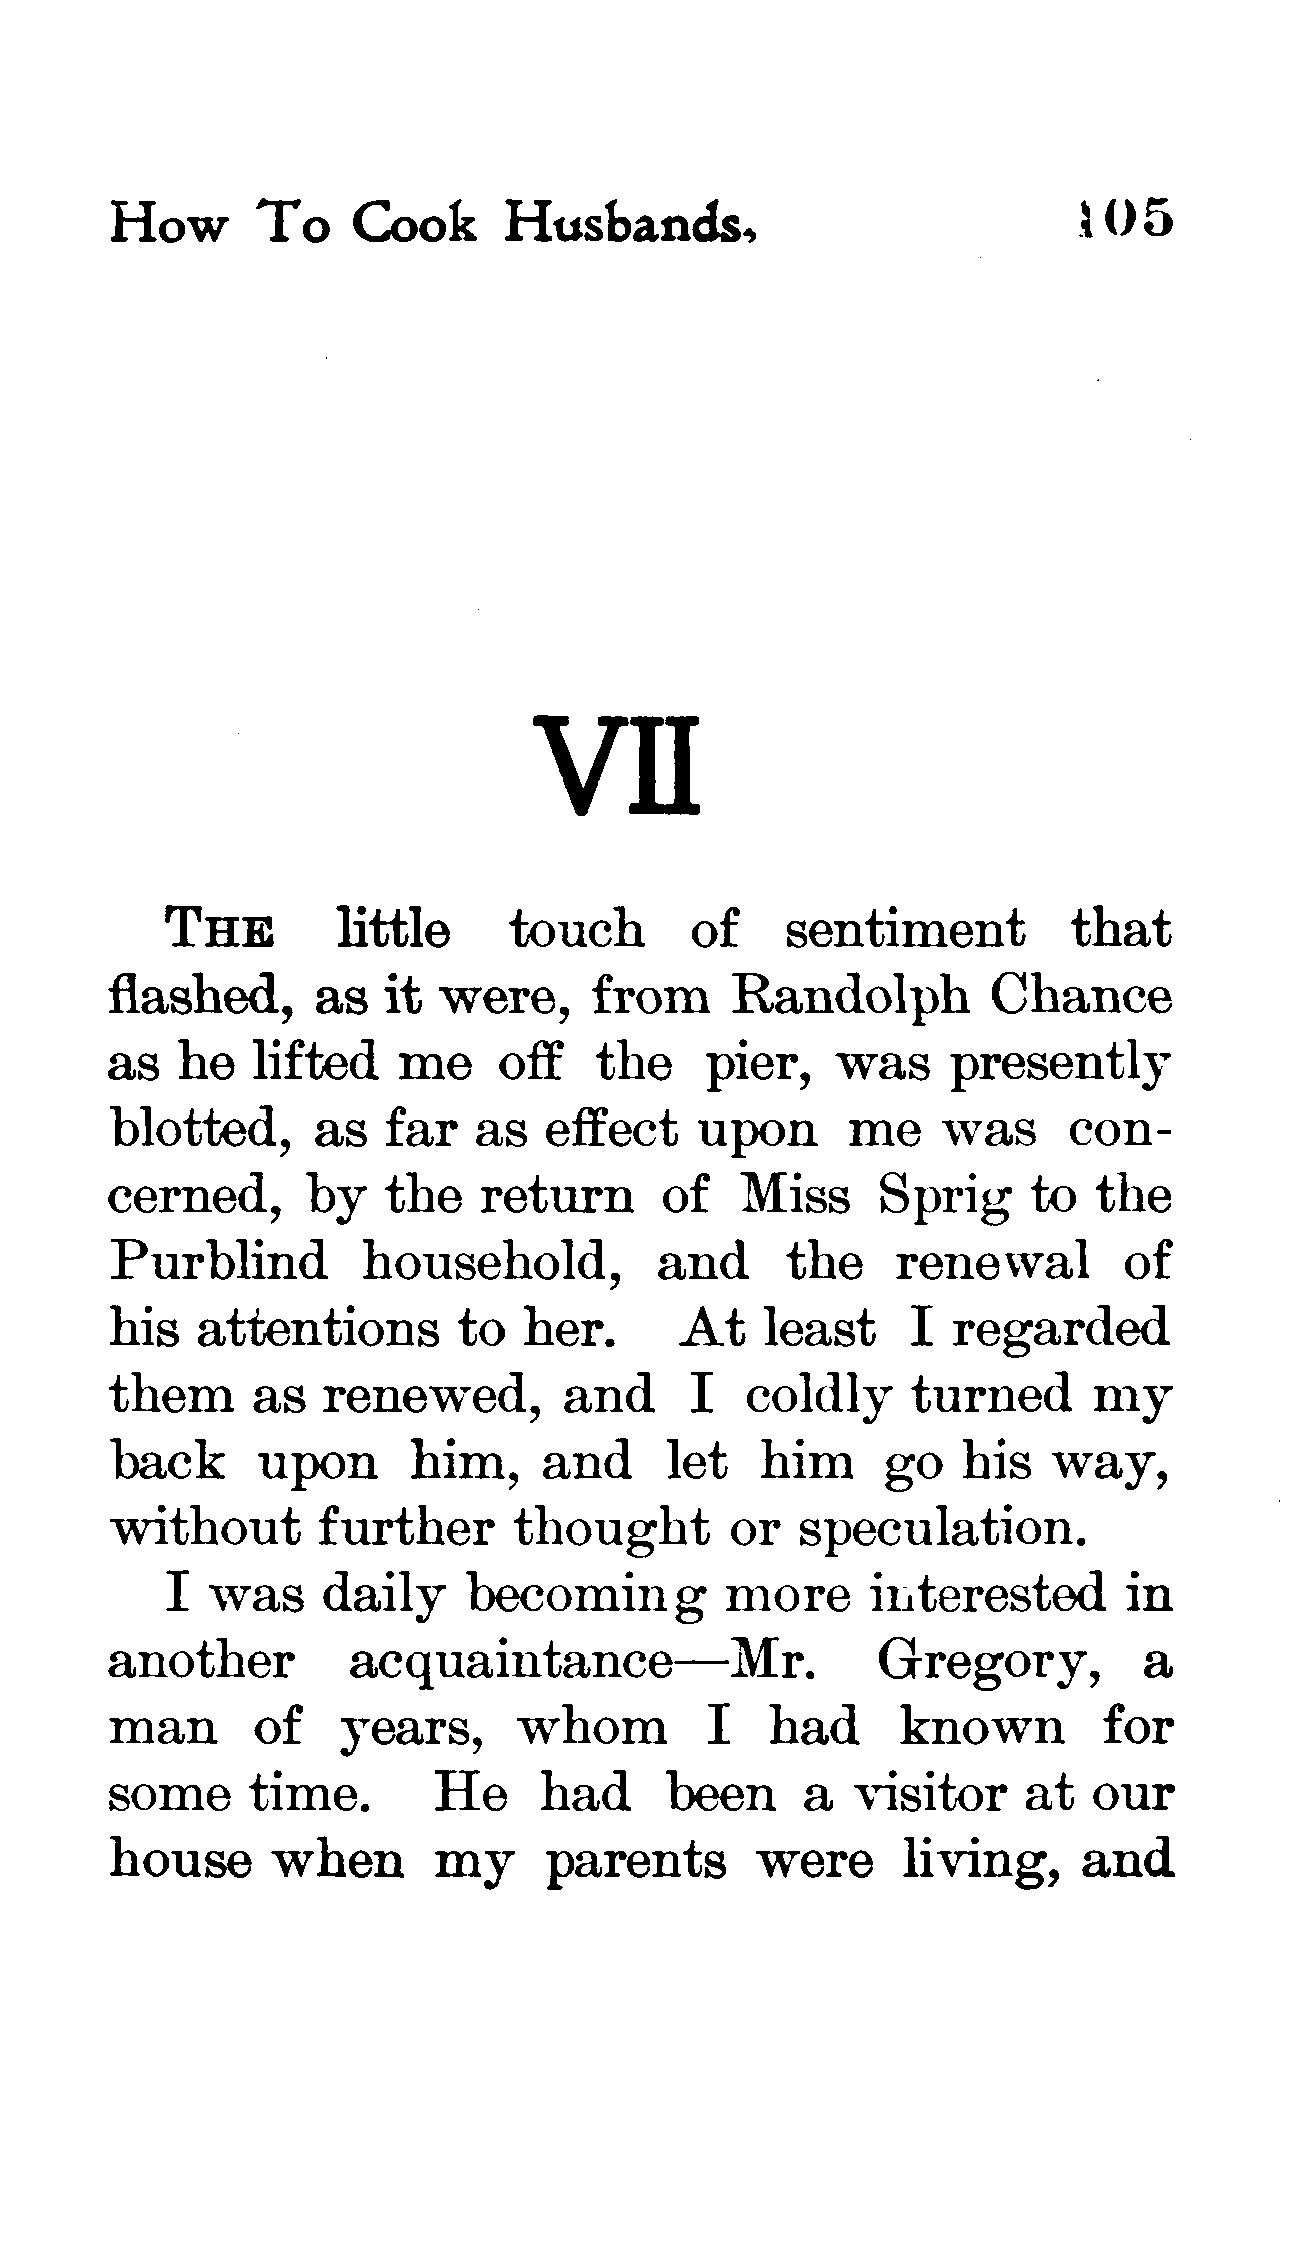 How To Cook Husbands. 105
VII
THE little touch of sentiment that
flashed, as it were, from Randolph Chance
as he lifted me off the pier, was presently
blotted, as far as effect upon me was con-
cerned, by the return of Miss Sprig to the
Purblind household, and the renewal of
his attentions to her. At least I regarded
them as renewed, and I coldly turned my
back upon him, and let him go his way,
without further thought or speculation.
I was daily becoming more interested in
another acquaintance—Mr. Gregory, a
man of years, whom I had known for
some time. He had been a visitor at our
house when my parents were living, and